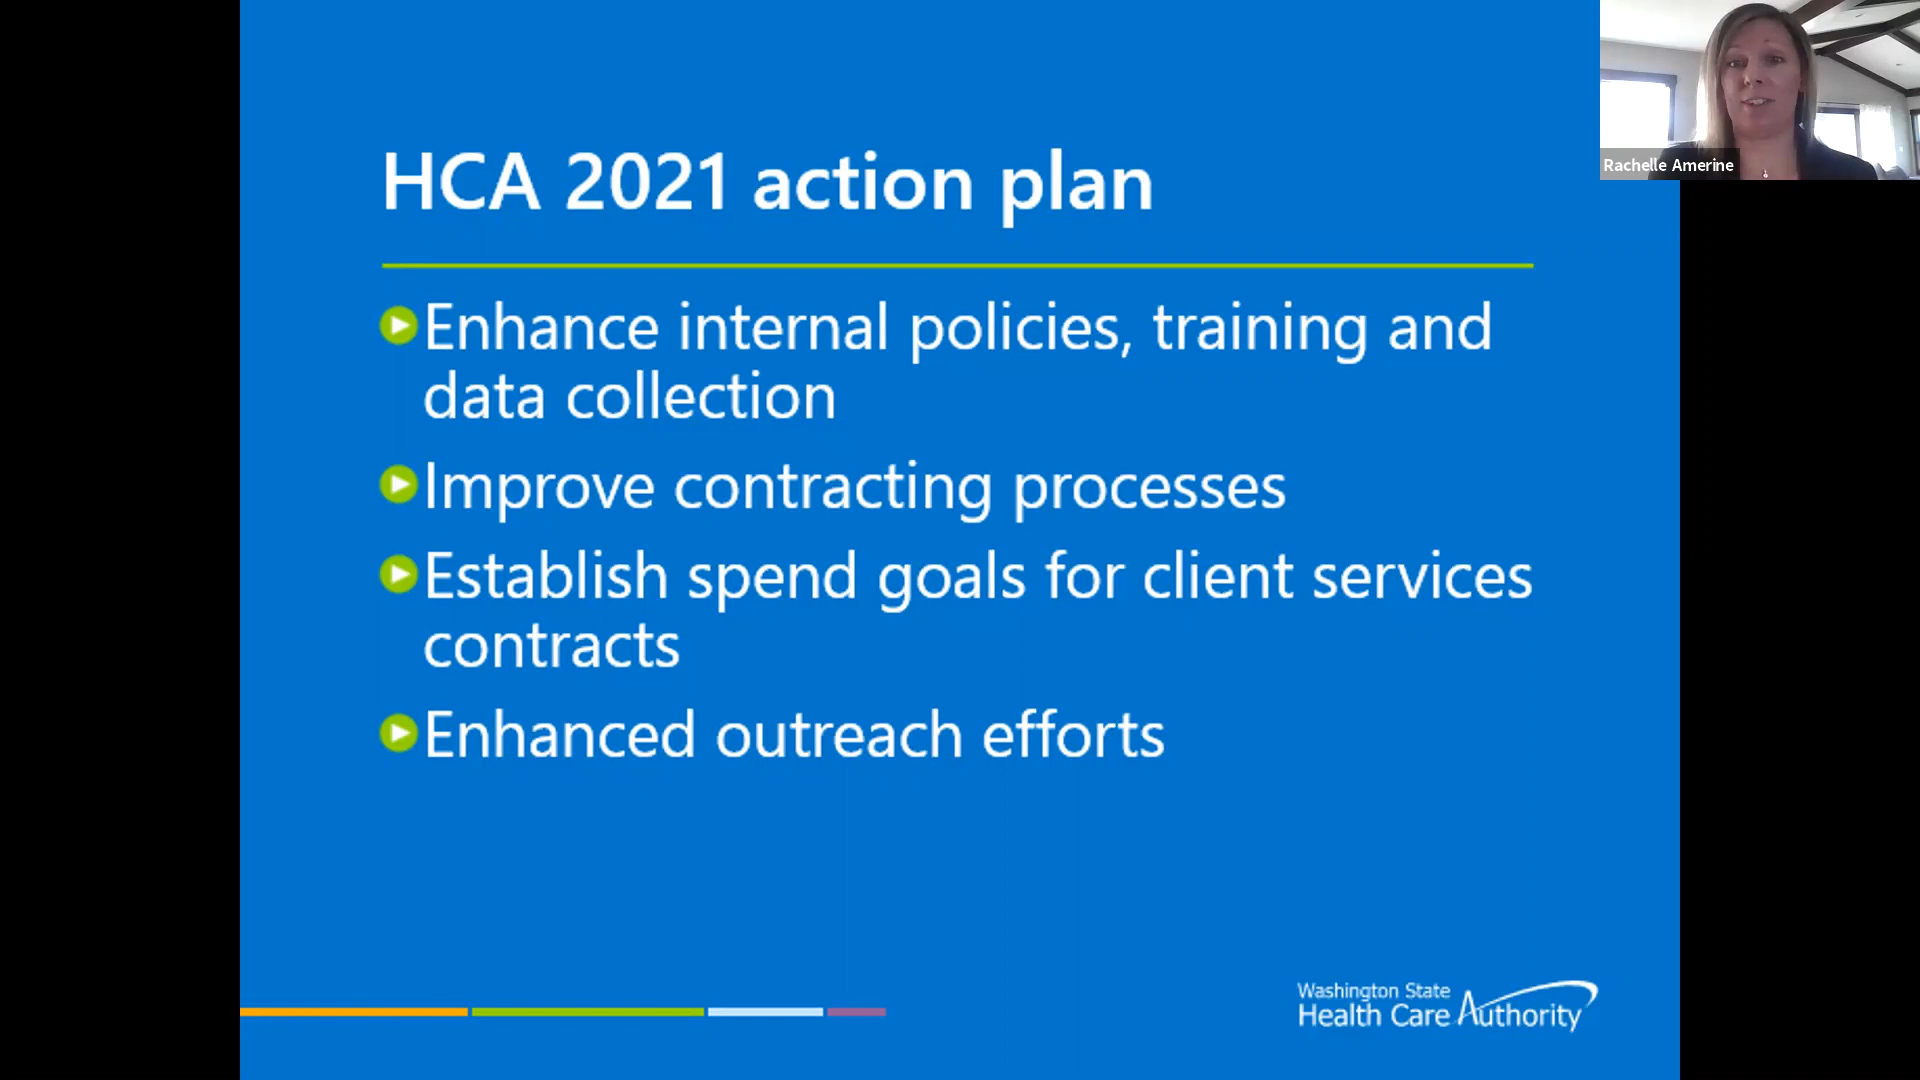 Rachelle Amerine
HCA 2021 action plan
Enhance internal policies, training and
data collection
Improve contracting processes
Establish spend goals for client services
contracts
Enhanced outreach efforts
Washington State
Health Care Authority